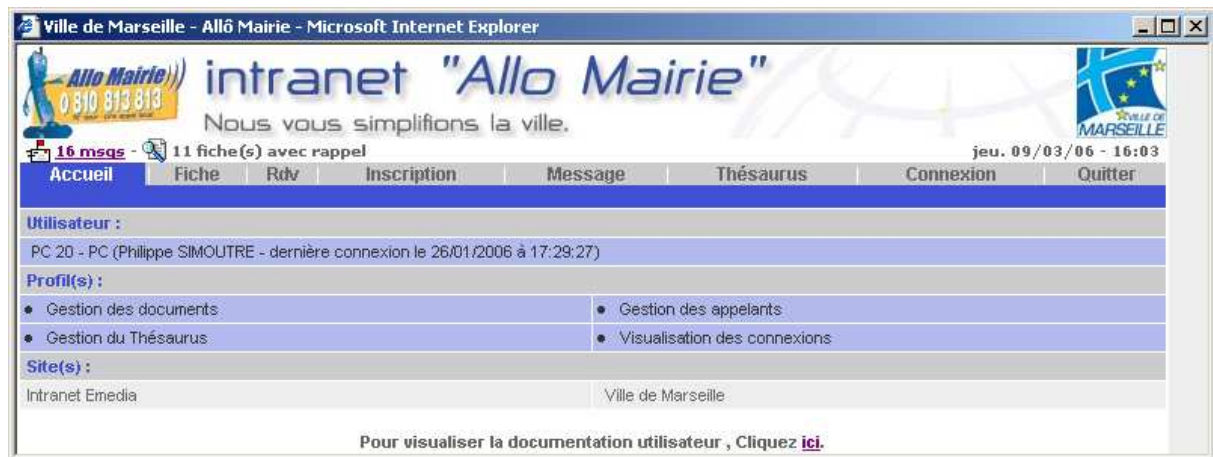 Ville de Marseille - Allô Mairie - Microsoft Internet Explorer
Allo Mairie
0 810 813 813
intranet "Allo Mairie"
Nous vous simplifions la ville.
VILLE DE
MARSEILLE
16 msgs - 11 fiche(s) avec rappel
jeu. 09/03/06 - 16:03
Accueil Fiche Rdv Inscription Message Thésaurus Connexion Quitter
Utilisateur :
PC 20 - PC (Philippe SIMOUTRE - dernière connexion le 26/01/2006 à 17:29:27)
Profil(s) :
• Gestion des documents • Gestion des appelants
• Gestion du Thésaurus • Visualisation des connexions
Site(s) :
Intranet Emedia Ville de Marseille
Pour visualiser la documentation utilisateur , Cliquez ici.